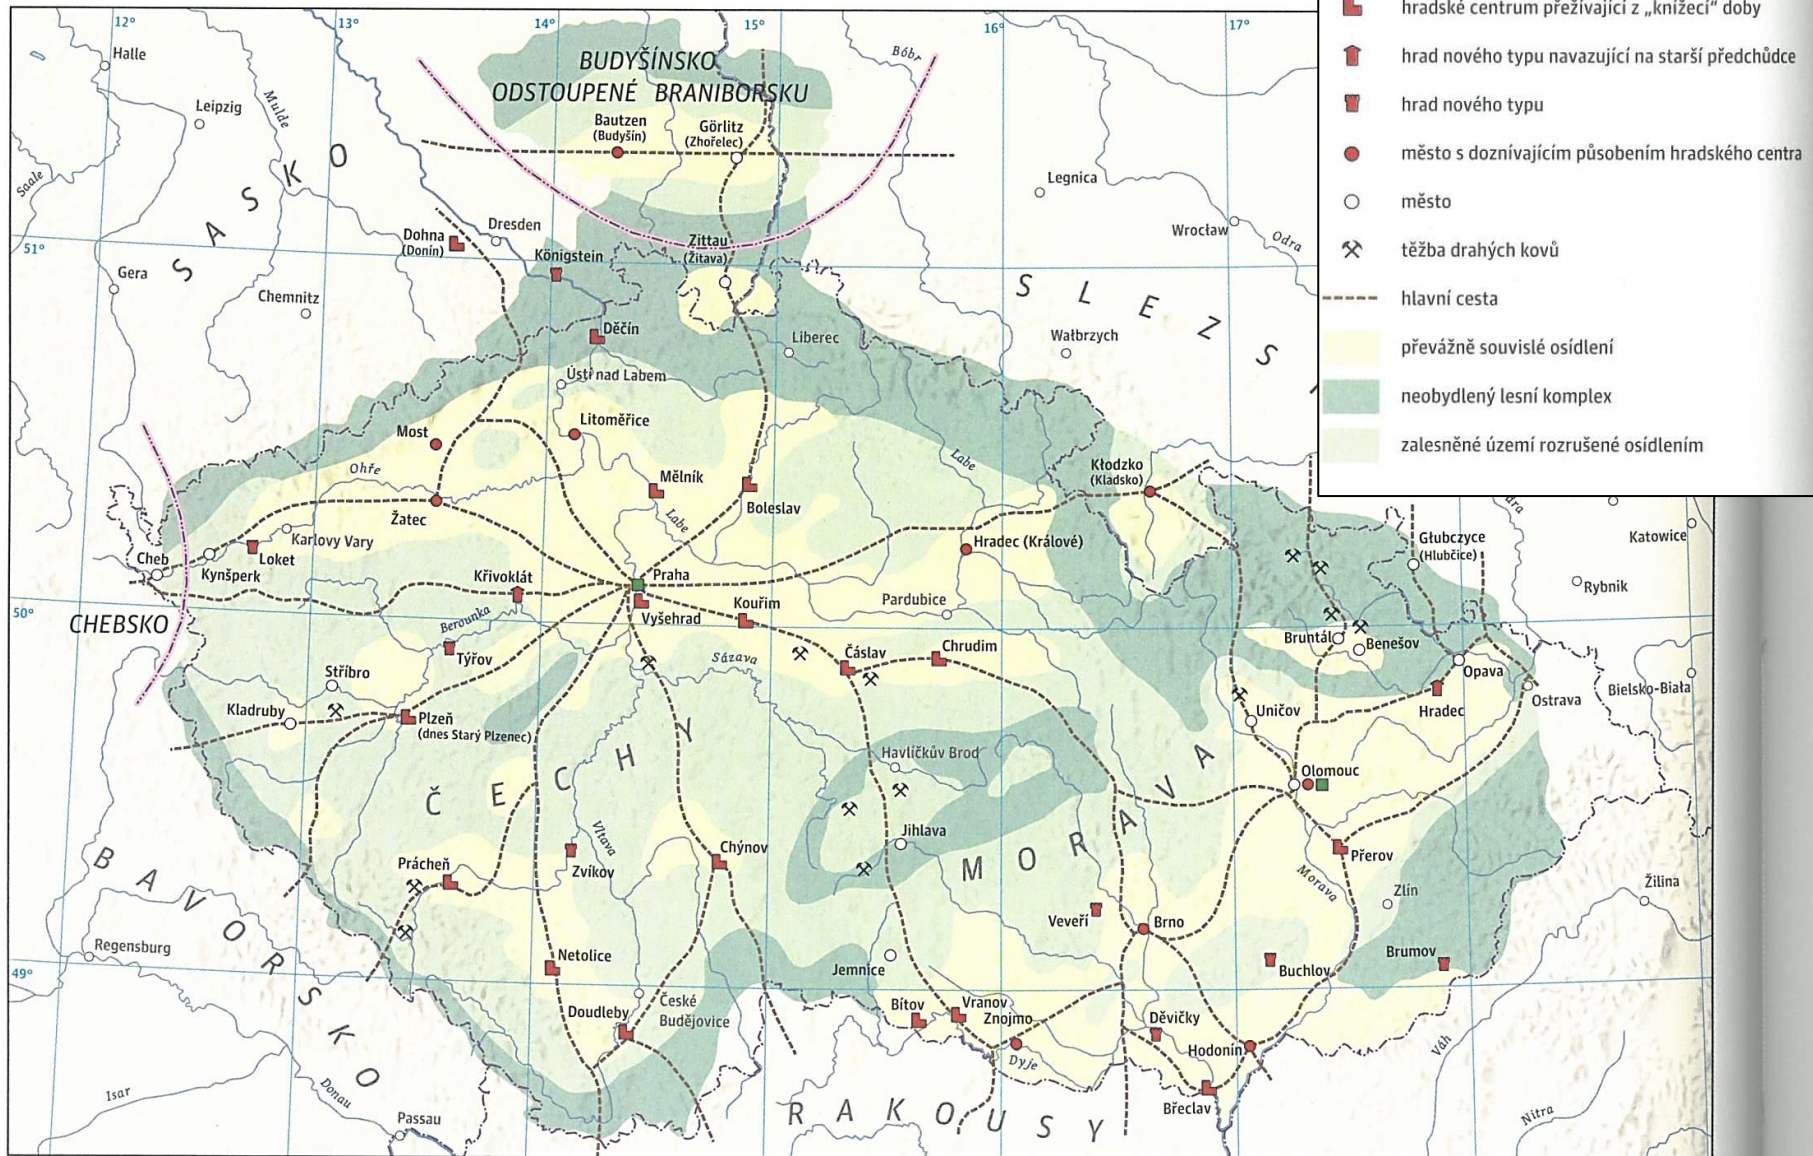 12°
13°
14°
15°
16°
17°
hradské centrum přežívající z „knížecí“ doby
hrad nového typu navazující na starší předchůdce
hrad nového typu
město s doznívajícím působením hradského centra
město
těžba drahých kovů
hlavní cesta
převážně souvislé osídlení
neobydlený lesní komplex
zalesněné území rozrušené osídlením
Halle
Leipzig
Mulde
Saale
SASKO
BUDYŠÍNSKO
ODSTOUPENÉ BRANIBORSKU
Bóbr
Bautzen
(Budyšín)
Görlitz
(Zhořelec)
Legnica
Wrocław
Odra
51°
Dohna
(Donín)
Dresden
Königstein
Zittau
(Žitava)
Gera
Chemnitz
SLEZS
Děčín
Liberec
Wałbrzych
Ústí nad Labem
Litoměřice
Most
Ohře
Mělník
Labe
Boleslav
Labe
Kłodzko
(Kladsko)
Žatec
Karlovy Vary
Cheb
Kynšperk
Loket
Hradec (Králové)
Głubczyce
(Hlubčice)
Katowice
Rybnik
50°
CHEBSKO
Křivoklát
Praha
Vyšehrad
Kouřim
Pardubice
Berounka
Týřov
Sázava
Čáslav
Chrudim
Bruntál
Benešov
Opava
Ostrava
Bielsko-Biała
Stříbro
Kladruby
Plzeň
(dnes Starý Plzenec)
Uničov
Hradec
Havlíčkův Brod
ČECHY
Olomouc
Vltava
Jihlava
MORAVA
Přerov
Prácheň
Zvíkov
Chýnov
Morava
Zlín
Žilina
BAVORSKO
Veveří
Brno
Regensburg
49°
Netolice
Jemnice
Buchlov
Brumov
Doudleby
České
Budějovice
Bítov
Vranov
Znojmo
Děvičky
Hodonín
Dyje
Váh
Břeclav
Isar
Donau
Passau
RAKOUSY
Nitra